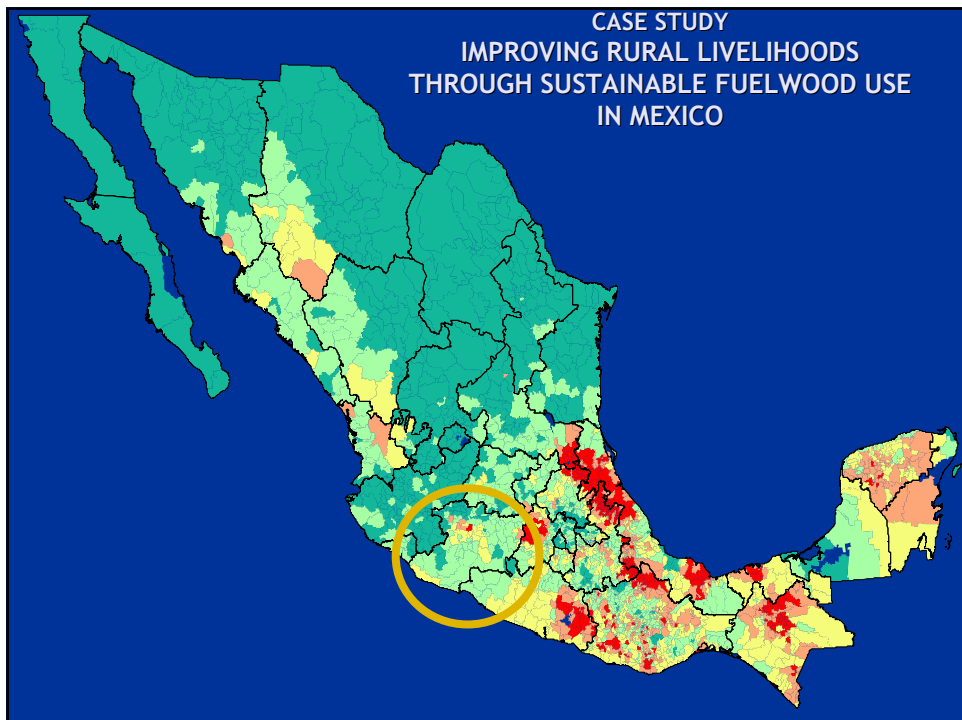 CASE STUDY
IMPROVING RURAL LIVELIHOODS
THROUGH SUSTAINABLE FUELWOOD USE
IN MEXICO